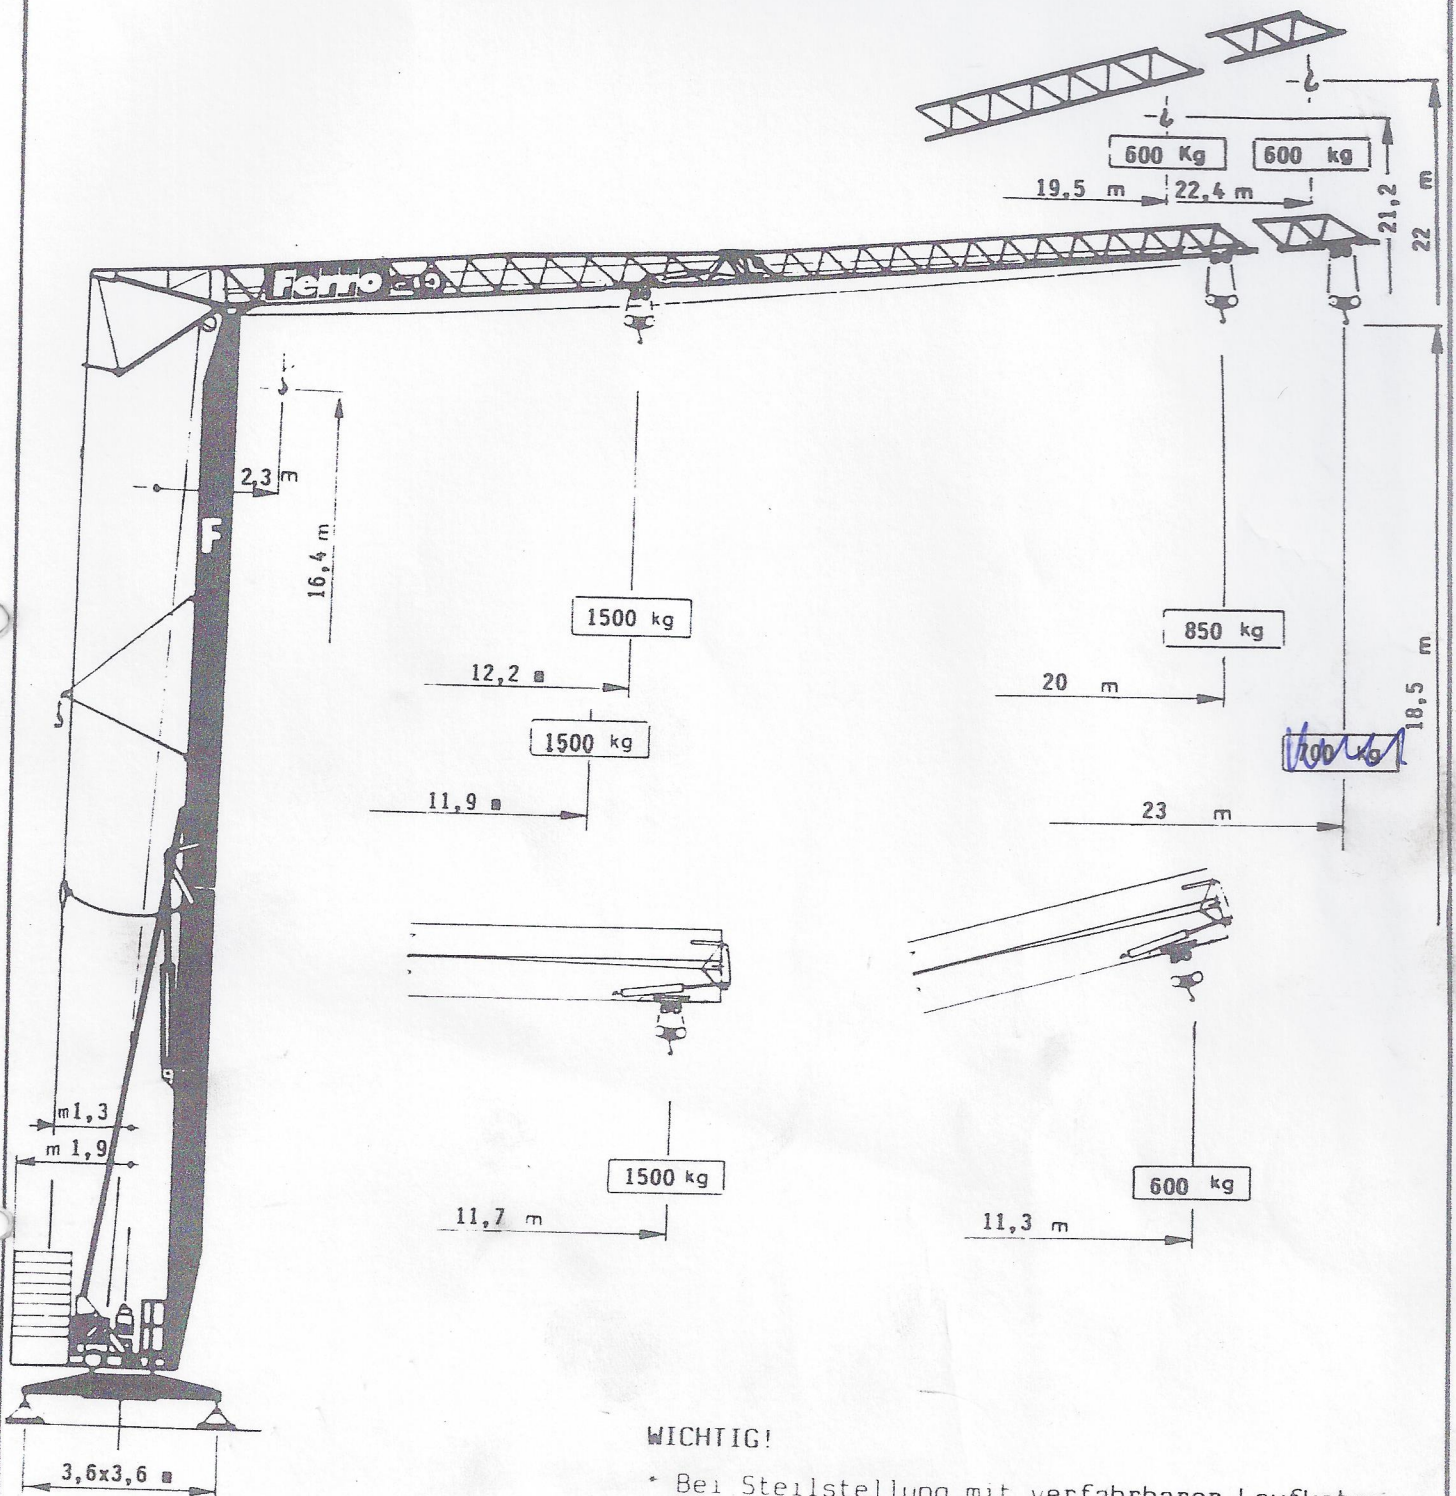 600 Kg
600 kg
19,5 m
22,4 m
21,2
22 m
Ferro
2,3 m
F
16,4 m
1500 kg
850 kg
12,2 m
20 m
18,5 m
1500 kg
11,9 m
23 m
m 1,3
m 1,9
1500 kg
600 kg
11,7 m
11,3 m
WICHTIG!
3,6x3,6 m
* Bei Steilstellung mit verfahrbarer